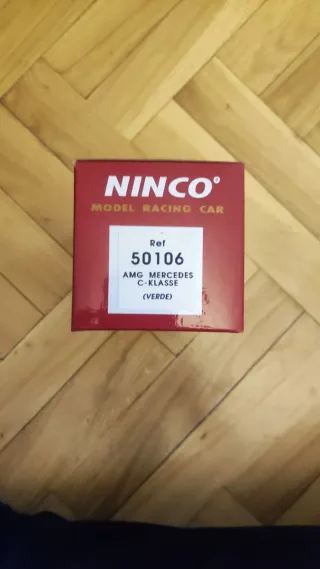 NINCO®
MODEL RACING CAR
Ref
50106
AMG MERCEDES
C-KLASSE
(VERDE)